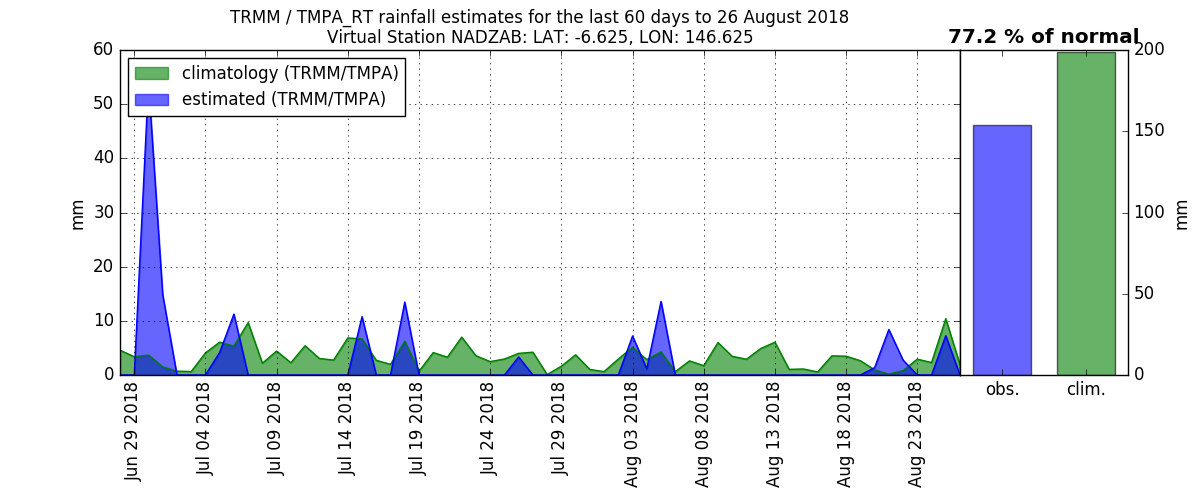 TRMM / TMPA_RT rainfall estimates for the last 60 days to 26 August 2018
Virtual Station NADZAB: LAT: -6.625, LON: 146.625
77.2 % of normal
climatology (TRMM/TMPA)
estimated (TRMM/TMPA)
60
50
40
30
20
10
0
mm
Jun 29 2018
Jul 04 2018
Jul 09 2018
Jul 14 2018
Jul 19 2018
Jul 24 2018
Jul 29 2018
Aug 03 2018
Aug 08 2018
Aug 13 2018
Aug 18 2018
Aug 23 2018
obs.
clim.
200
150
100
50
0
mm